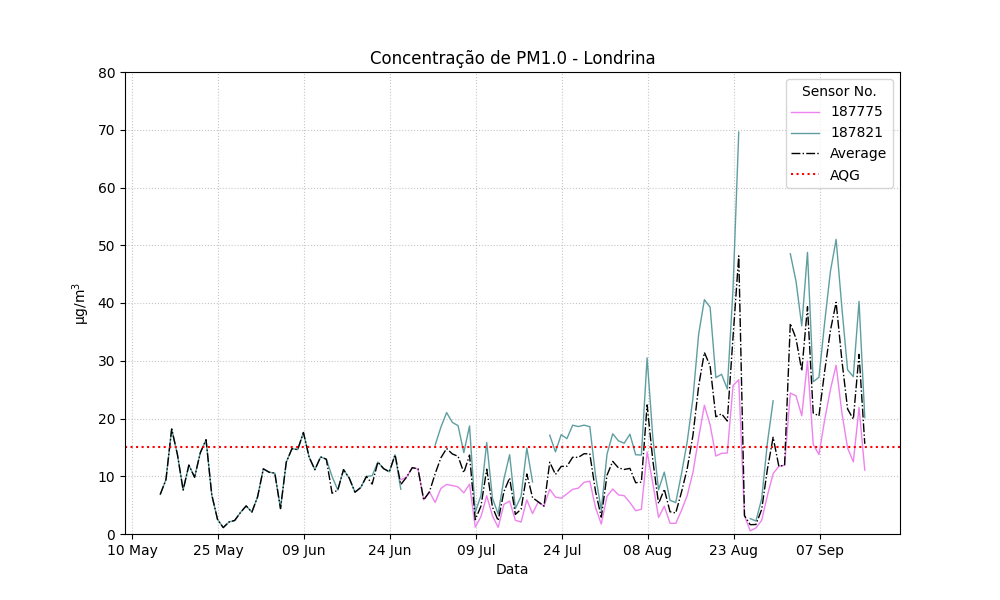 Concentração de PM1.0 - Londrina
Sensor No.
187775
187821
Average
AQG
80
70
60
50
40
30
20
10
0
µg/m³
10 May
25 May
09 Jun
24 Jun
09 Jul
24 Jul
08 Aug
23 Aug
07 Sep
Data